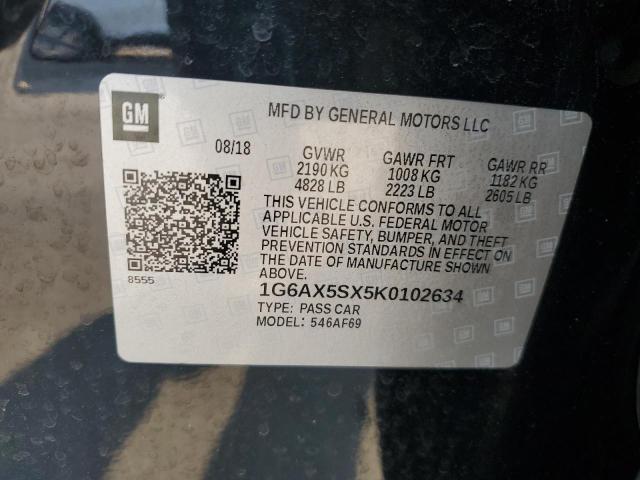 GM
MFD BY GENERAL MOTORS LLC
08/18
GVWR
2190 KG
4828 LB
GAWR FRT
1008 KG
2223 LB
GAWR RR
1182 KG
2605 LB
THIS VEHICLE CONFORMS TO ALL
APPLICABLE U.S. FEDERAL MOTOR
VEHICLE SAFETY, BUMPER, AND THEFT
PREVENTION STANDARDS IN EFFECT ON
THE DATE OF MANUFACTURE SHOWN
ABOVE.
8555
1G6AX5SX5K0102634
TYPE: PASS CAR
MODEL: 546AF69